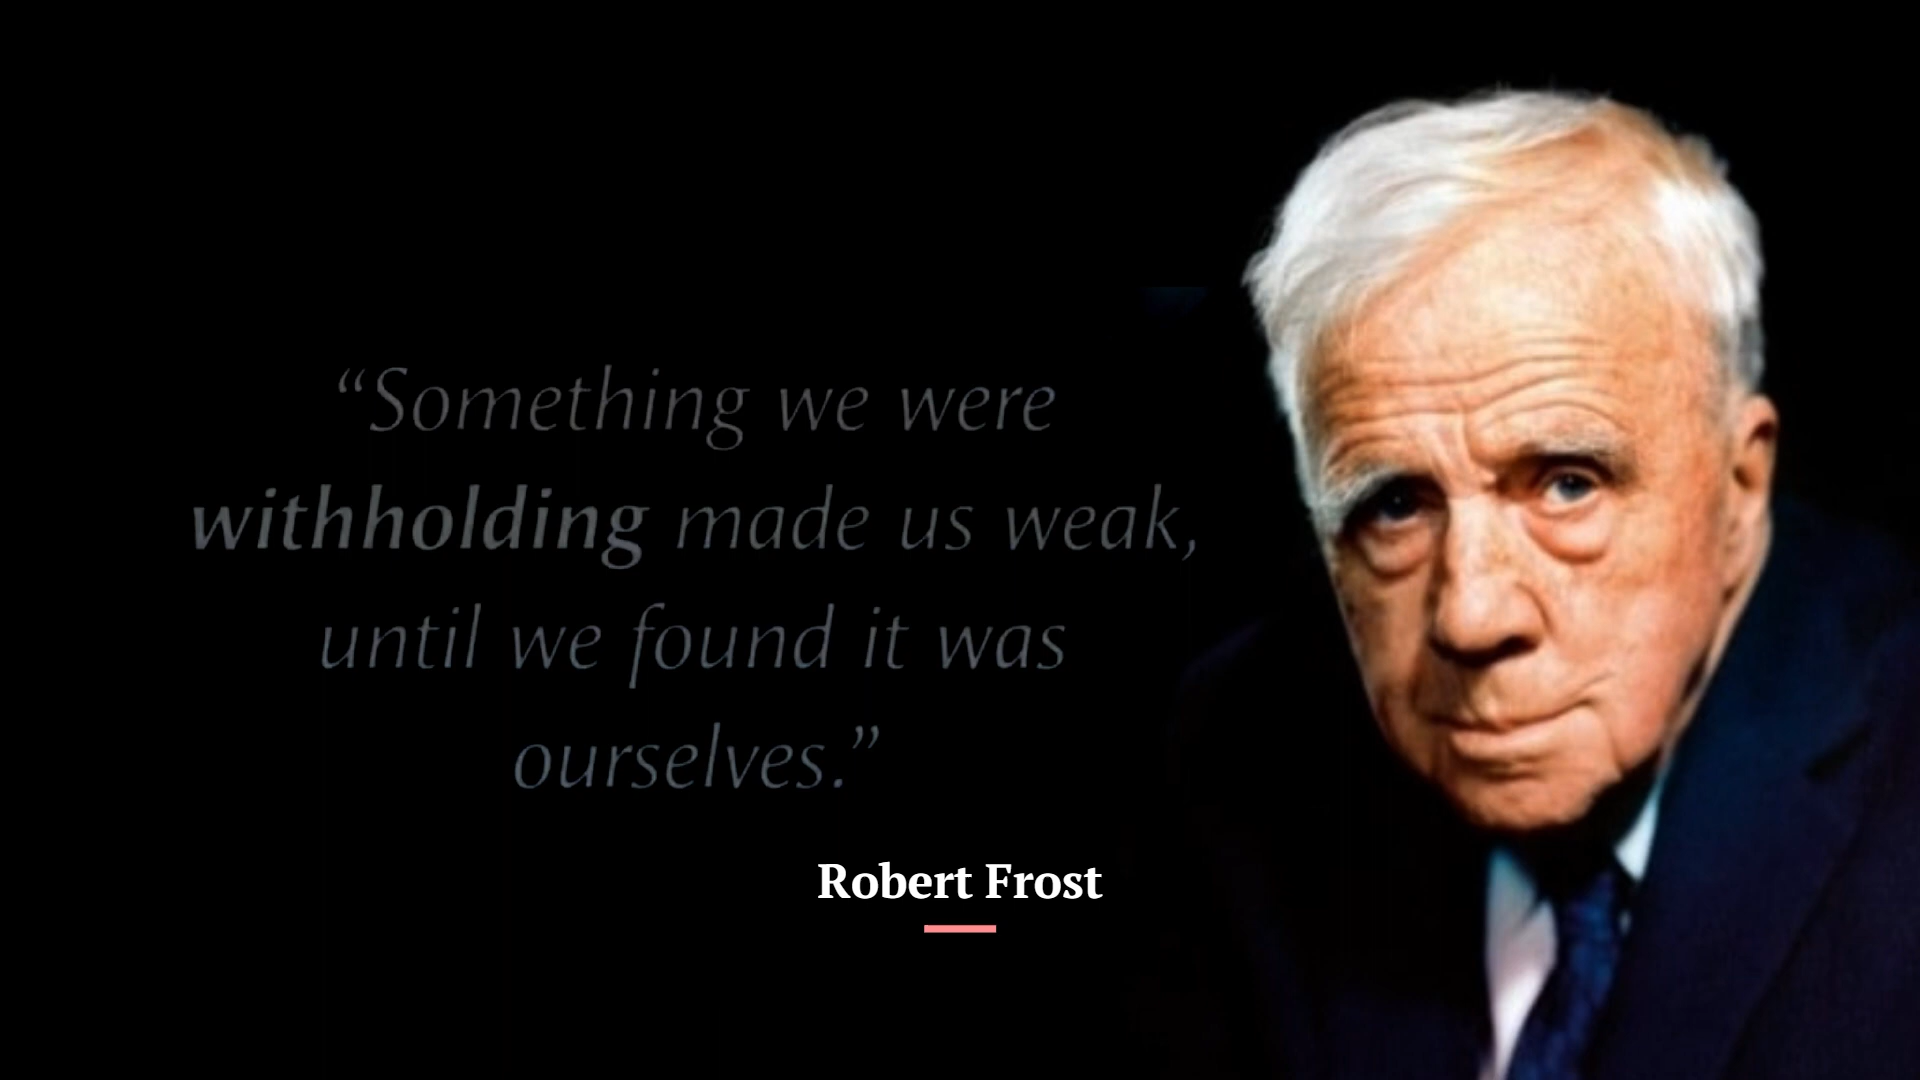 “Something we were
withholding made us weak,
until we found it was
ourselves.”
Robert Frost